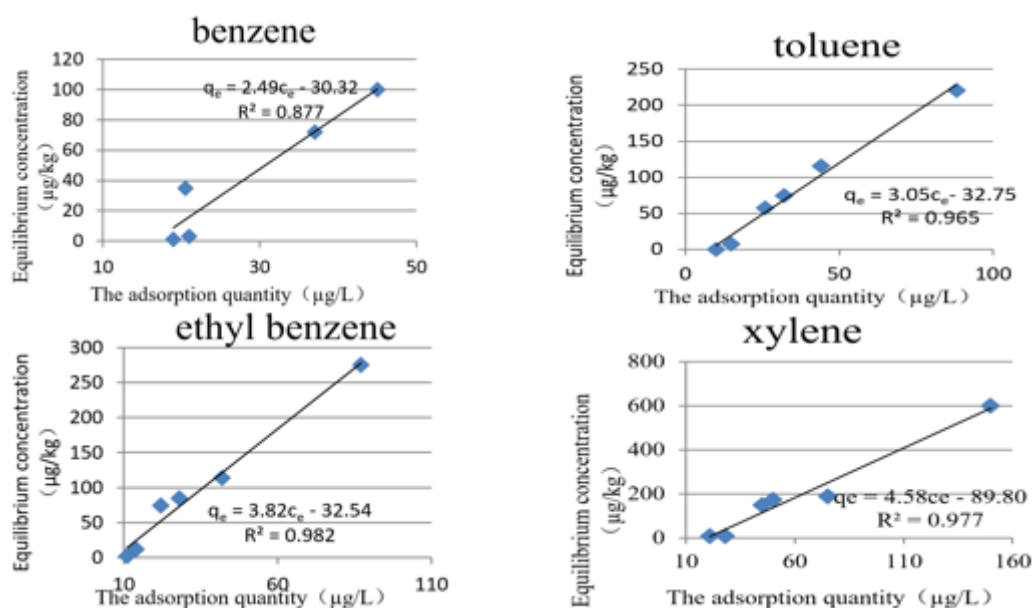 benzene
Equilibrium concentration
（μg/kg）
120
100
80
60
40
20
0
qₑ = 2.49cₑ - 30.32
R² = 0.877
10 30 50
The adsorption quantity（μg/L）
toluene
Equilibrium concentration
（μg/kg）
250
200
150
100
50
0
qₑ = 3.05cₑ- 32.75
R² = 0.965
0 50 100
The adsorption quantity（μg/L）
ethyl benzene
Equilibrium concentration
（μg/kg）
300
250
200
150
100
50
0
qₑ = 3.82cₑ - 32.54
R² = 0.982
10 60 110
The adsorption quantity（μg/L）
xylene
Equilibrium concentration
（μg/kg）
800
600
400
200
0
qe = 4.58ce - 89.80
R² = 0.977
10 60 110 160
The adsorption quantity（μg/L）